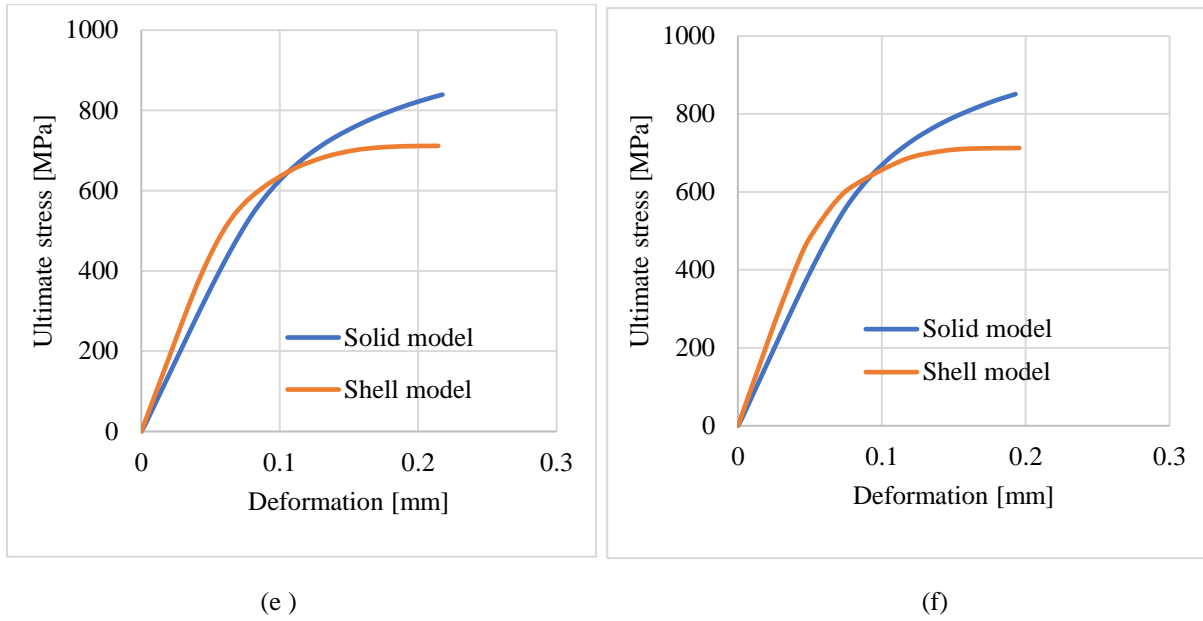 Ultimate stress [MPa]
1000
800
600
400
200
0
Solid model
Shell model
0 0.1 0.2 0.3
Deformation [mm]
(e )
Ultimate stress [MPa]
1000
800
600
400
200
0
Solid model
Shell model
0 0.1 0.2 0.3
Deformation [mm]
(f)